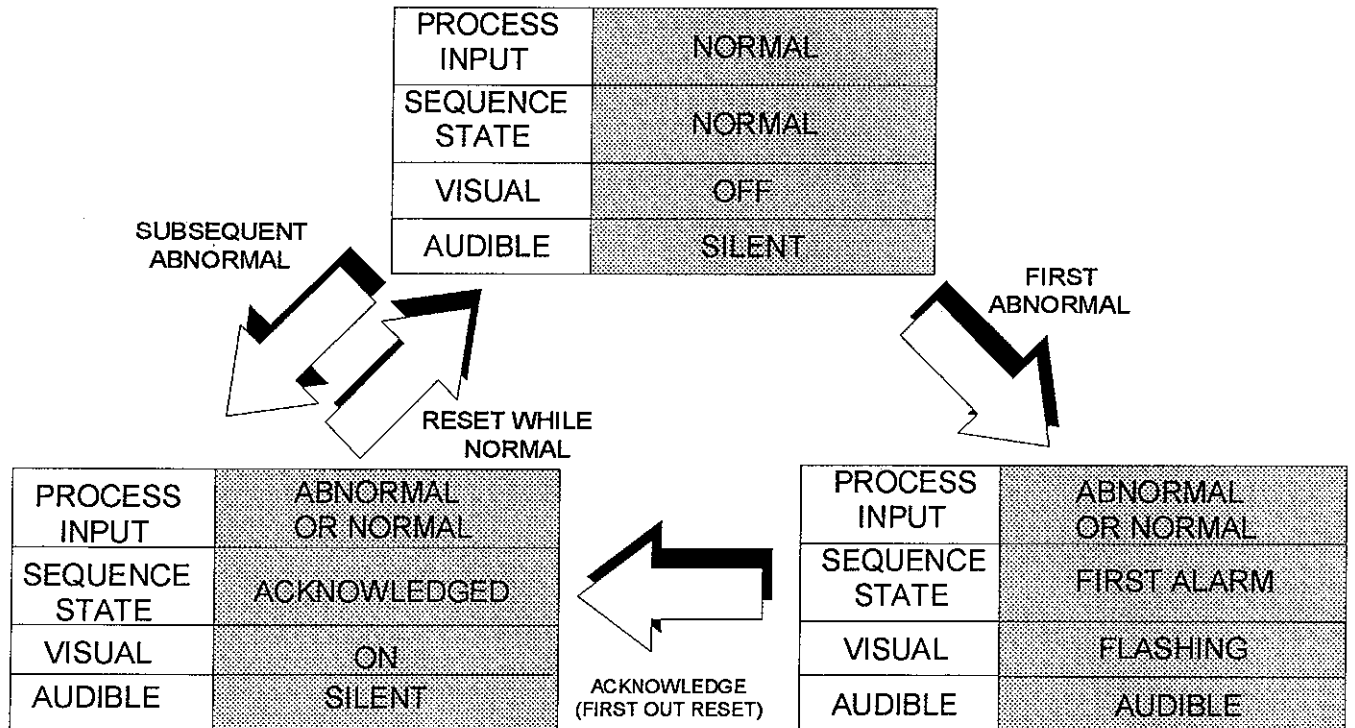 PROCESS
INPUT
NORMAL
SEQUENCE
STATE
NORMAL
VISUAL
OFF
AUDIBLE
SILENT
SUBSEQUENT
ABNORMAL
FIRST
ABNORMAL
RESET WHILE
NORMAL
PROCESS
INPUT
ABNORMAL
OR NORMAL
SEQUENCE
STATE
ACKNOWLEDGED
VISUAL
ON
AUDIBLE
SILENT
ACKNOWLEDGE
(FIRST OUT RESET)
PROCESS
INPUT
ABNORMAL
OR NORMAL
SEQUENCE
STATE
FIRST ALARM
VISUAL
FLASHING
AUDIBLE
AUDIBLE